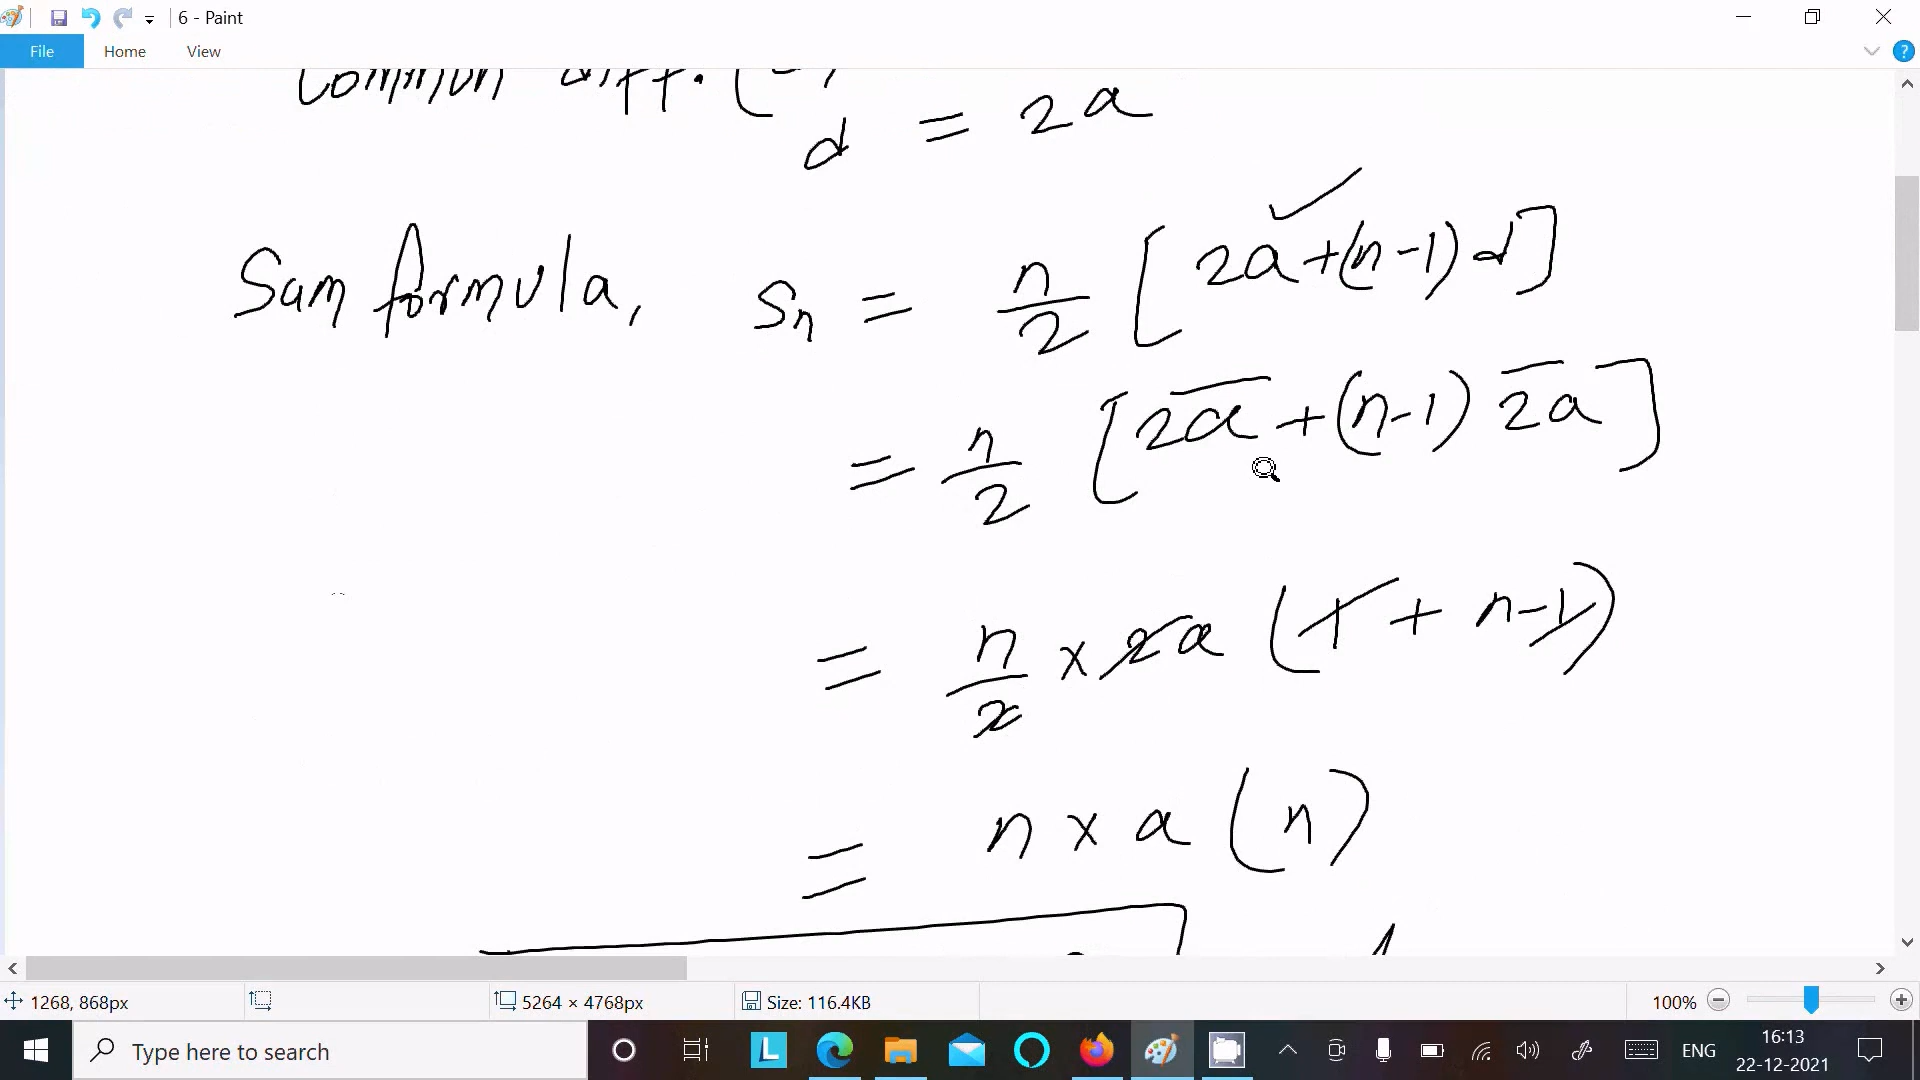 6 - Paint
File Home View
Common diff.
d = 2a
Sum formula, Sn = n/2 [2a+(n-1)d]
= n/2 [2a+(n-1) 2a]
= n/2 × 2a (1 + n-1)
= n × a (n)
1268, 868px 5264 × 4768px Size: 116.4KB 100%
Type here to search L ENG 16:13
22-12-2021